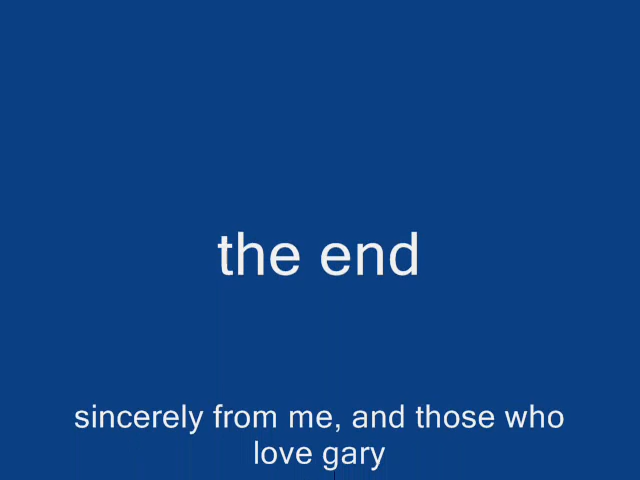 the end
sincerely from me, and those who
love gary